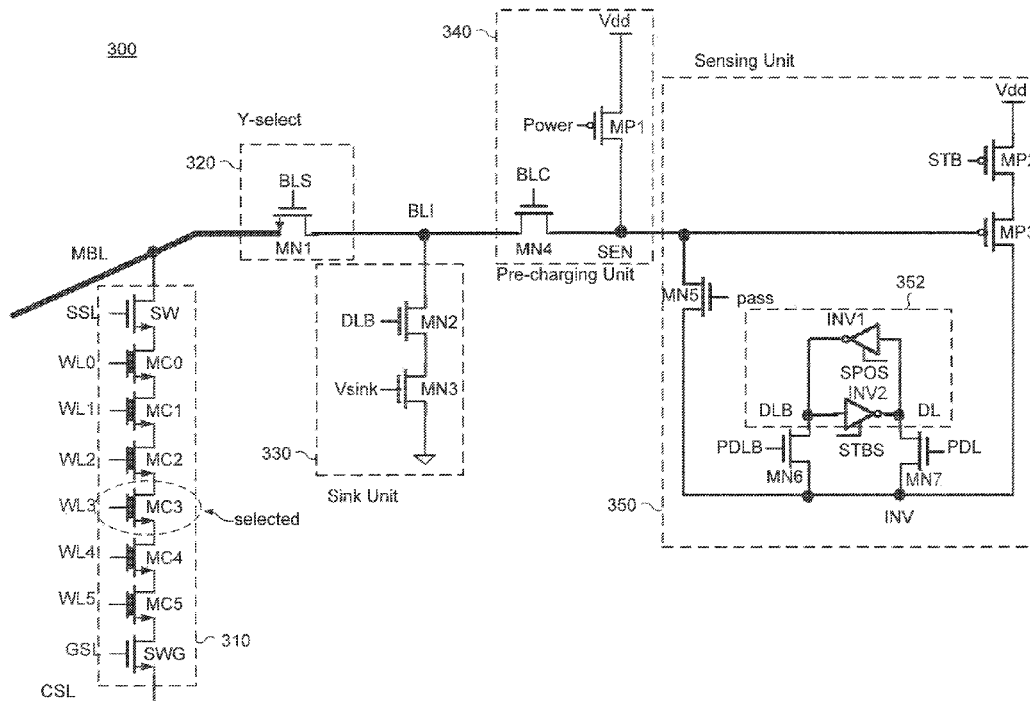 300
340
Vdd
Power
MP1
BLC
MN4
SEN
Pre-charging Unit
Sensing Unit
Vdd
STB
MP2
MP3
Y-select
320
BLS
MN1
BLI
MBL
DLB
MN2
Vsink
MN3
330
Sink Unit
MN5
pass
352
INV1
SPOS
INV2
DLB
DL
STBS
PDLB
MN6
PDL
MN7
INV
350
SSL
SW
WL0
MC0
WL1
MC1
WL2
MC2
WL3
MC3
selected
WL4
MC4
WL5
MC5
GSL
SWG
310
CSL